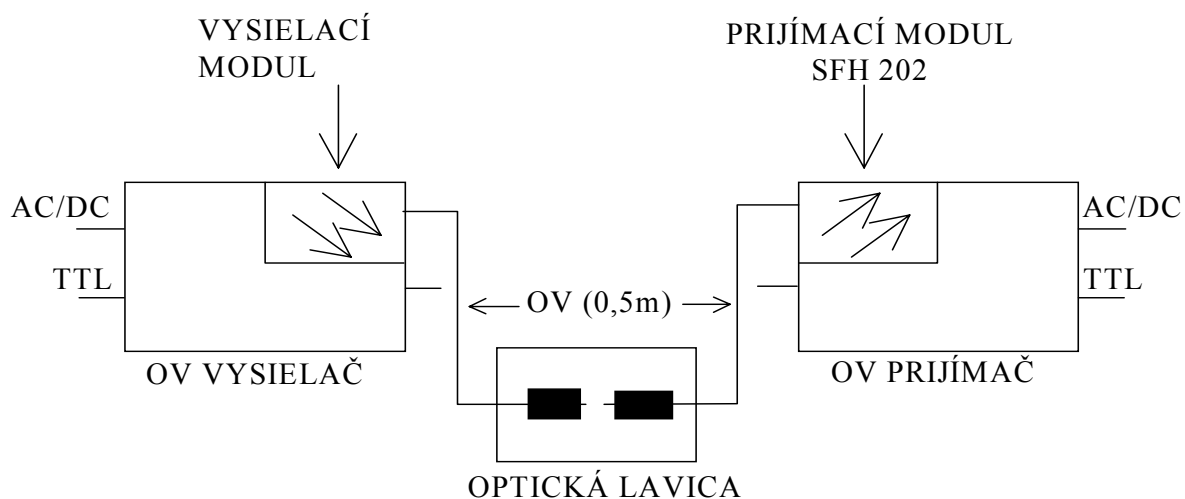 VYSIELACÍ
MODUL
PRIJÍMACÍ MODUL
SFH 202
AC/DC
TTL
AC/DC
TTL
OV (0,5m)
OV VYSIELAČ
OV PRIJÍMAČ
OPTICKÁ LAVICA